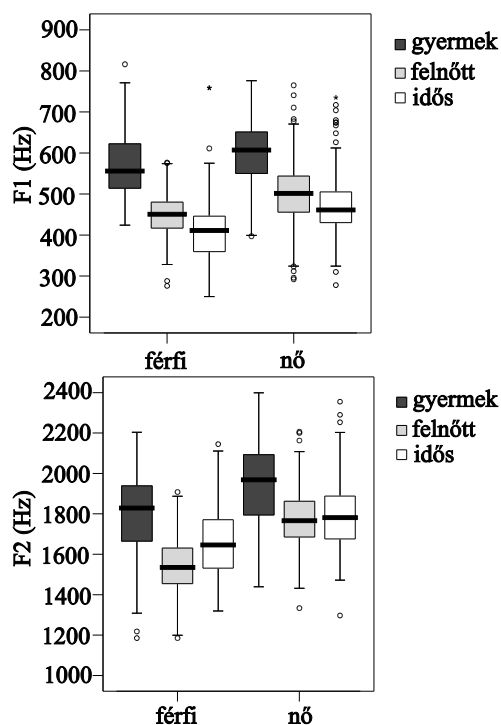 900
800
700
600
500
400
300
200
F1 (Hz)
férfi
nő
gyermek
felnőtt
idős
2400
2200
2000
1800
1600
1400
1200
1000
F2 (Hz)
férfi
nő
gyermek
felnőtt
idős